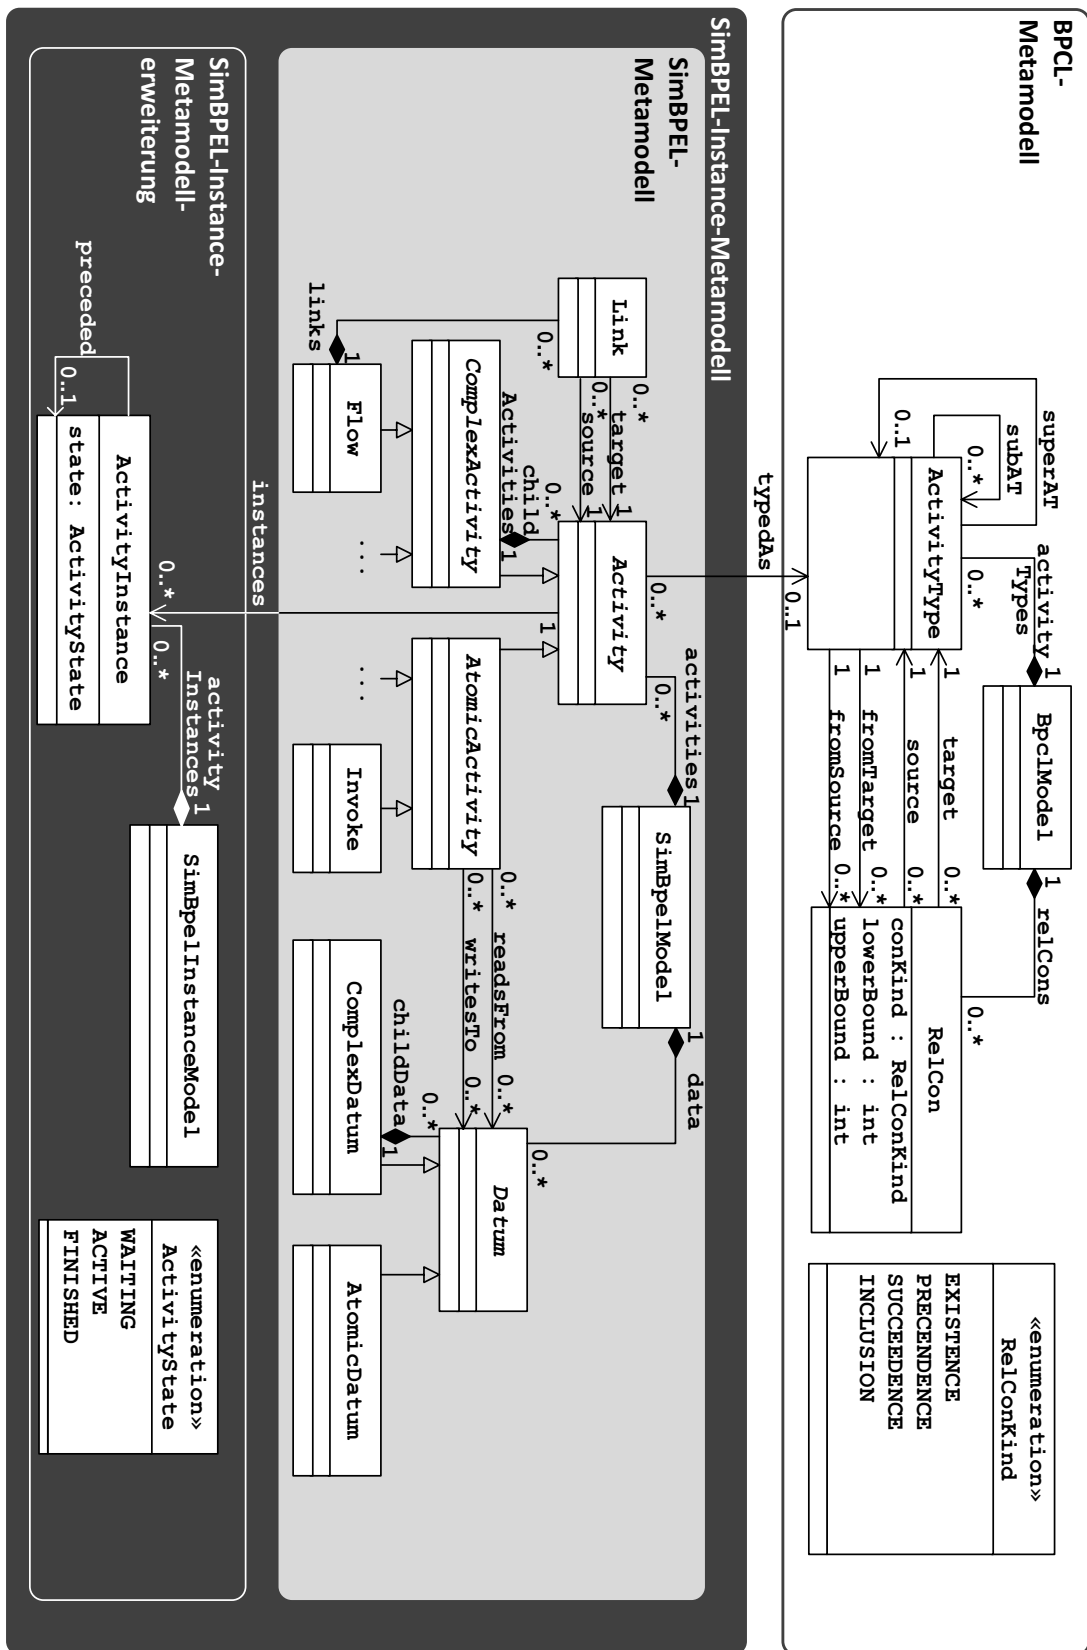 BPCL-
Metamodell
superAT
subAT
0..*
0..1
ActivityType
activity
Types
0..*
1
BpclModel
1
relCons
0..*
target
1
0..*
source
1
0..*
fromTarget
1
0..*
fromSource
1
0..*
RelCon
conKind : RelConKind
lowerBound : int
upperBound : int
«enumeration»
RelConKind
EXISTENCE
PRECENDENCE
SUCCEEDENCE
INCLUSION
typedAs
0..1
0..*
SimBPEL-Instance-Metamodell
SimBPEL-
Metamodell
Link
0..*
target
1
0..*
source
1
0..*
Activity
activities
0..*
1
SimBpelModel
1
data
0..*
child
Activities
0..*
1
1
ComplexActivity
links
1
Flow
...
AtomicActivity
...
Invoke
0..*
readsFrom
0..*
0..*
writesTo
0..*
Datum
childData
0..*
1
ComplexDatum
AtomicDatum
instances
0..*
SimBPEL-Instance-
Metamodell-
erweiterung
preceded
0..1
ActivityInstance
state: ActivityState
0..*
activity
Instances
1
SimBpelInstanceModel
«enumeration»
ActivityState
WAITING
ACTIVE
FINISHED